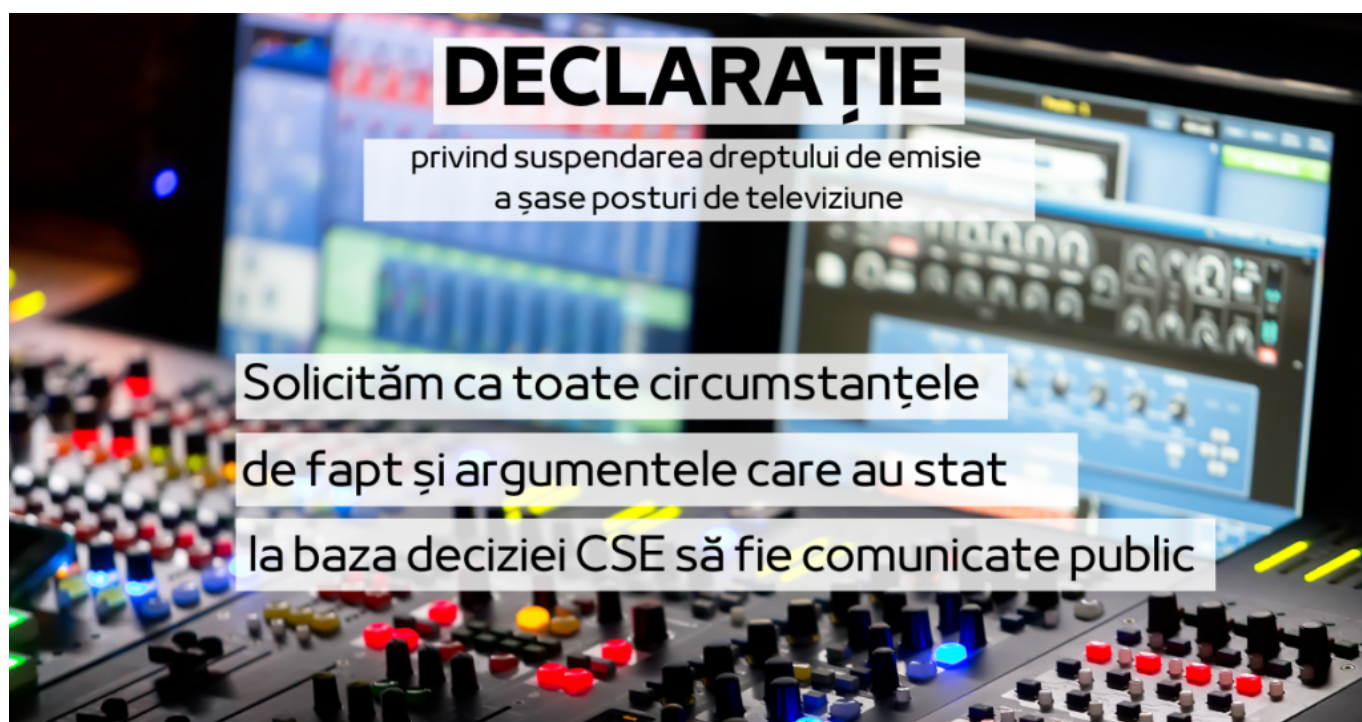 DECLARAȚIE
privind suspendarea dreptului de emisie
a șase posturi de televiziune
Solicităm ca toate circumstanțele
de fapt și argumentele care au stat
la baza deciziei CSE să fie comunicate public